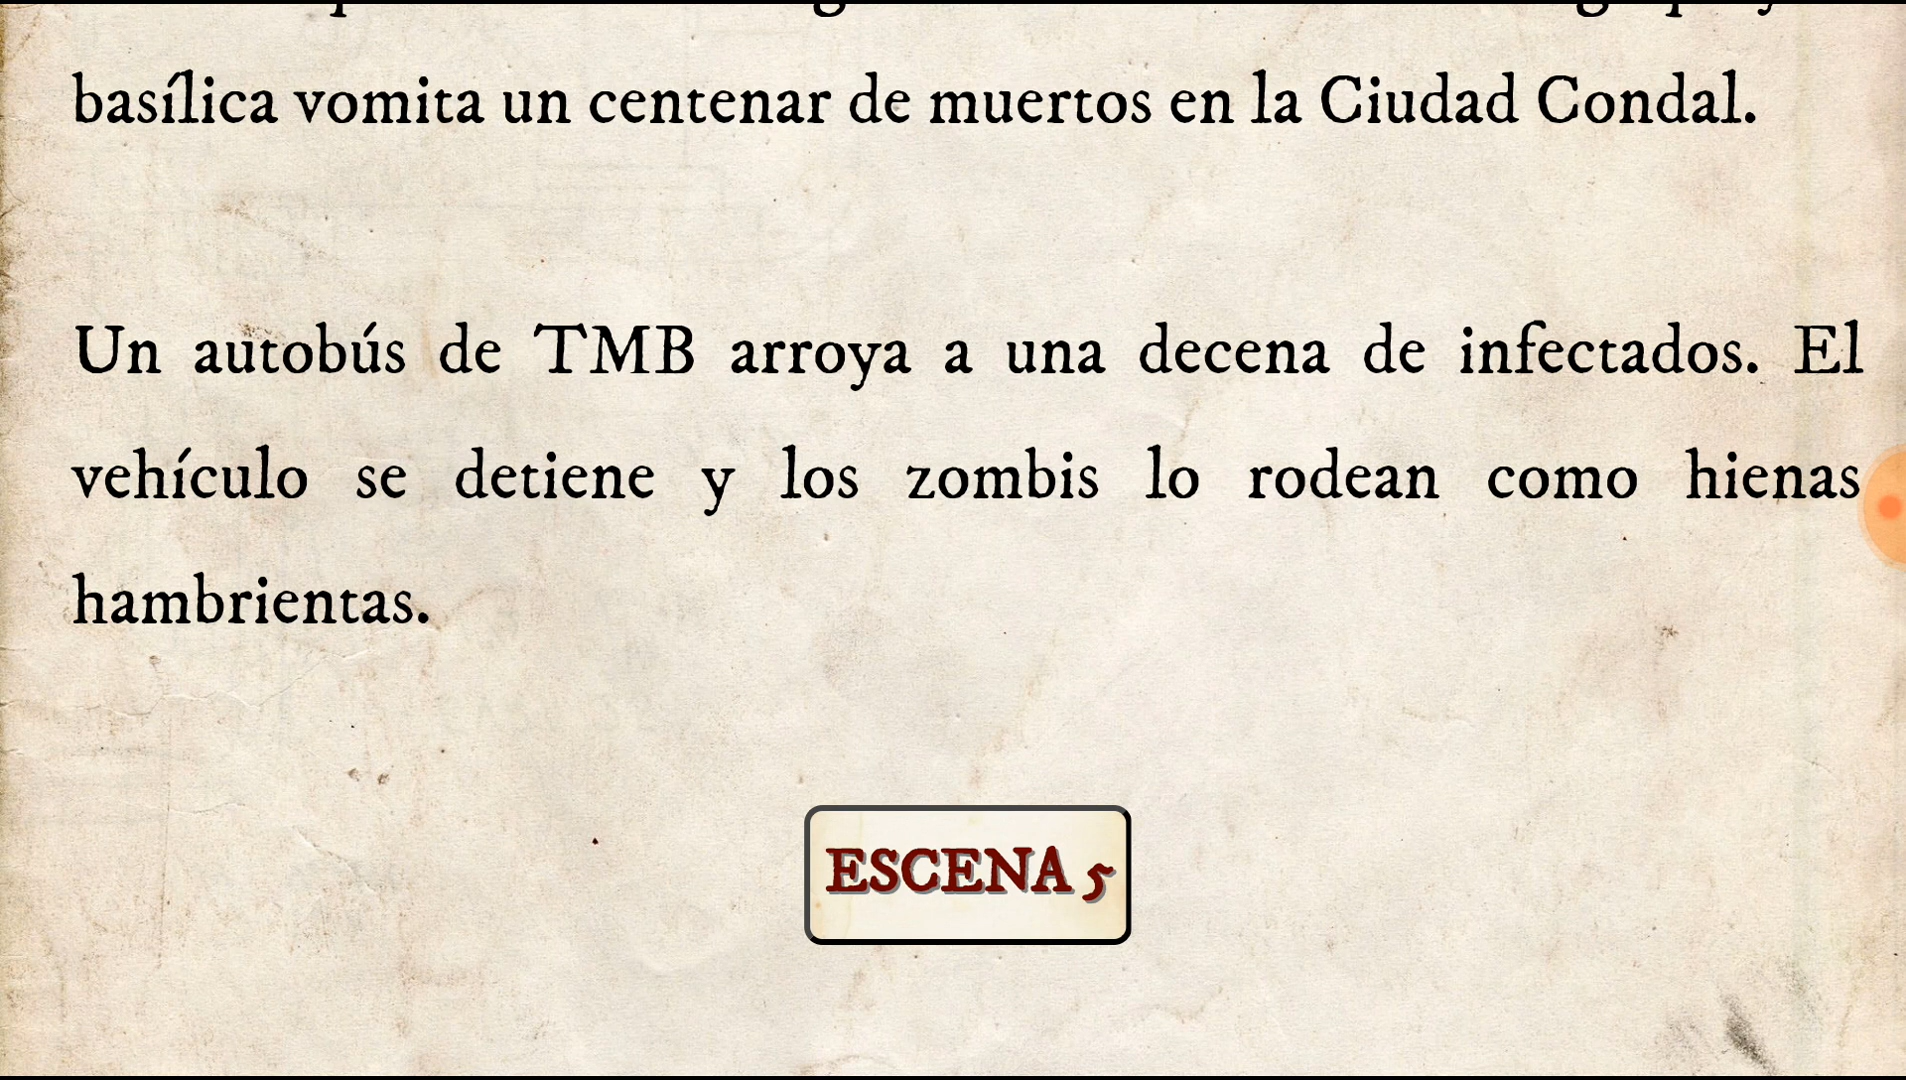 basílica vomita un centenar de muertos en la Ciudad Condal.
Un autobús de TMB arroya a una decena de infectados. El
vehículo se detiene y los zombis lo rodean como hienas
hambrientas.
ESCENA 5